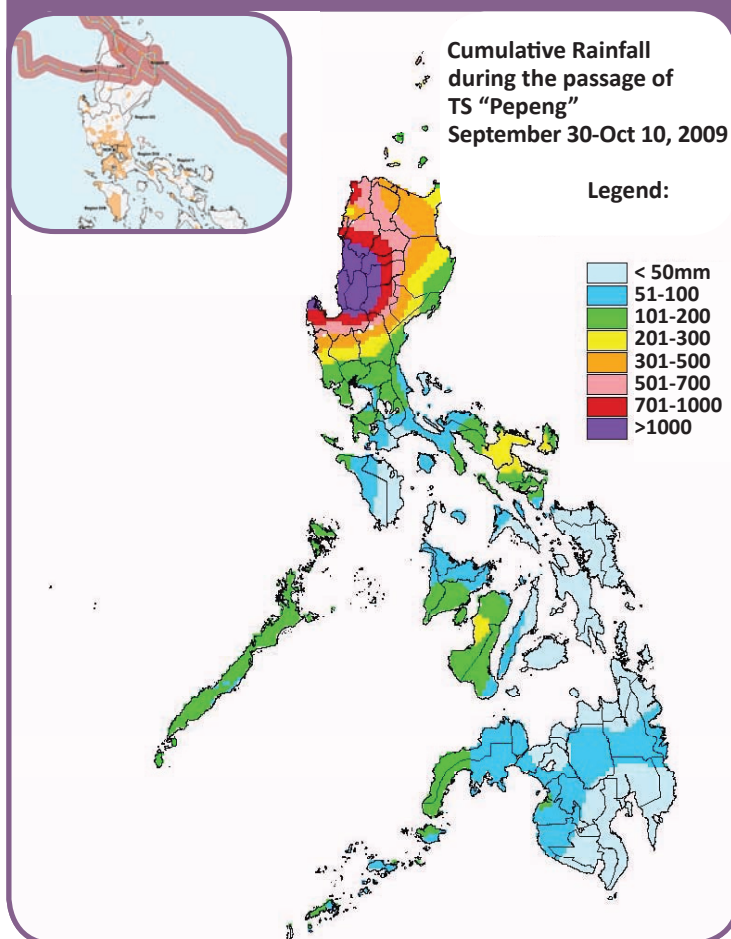 Cumulative Rainfall
during the passage of
TS “Pepeng”
September 30-Oct 10, 2009
Legend:
< 50mm
51-100
101-200
201-300
301-500
501-700
701-1000
>1000